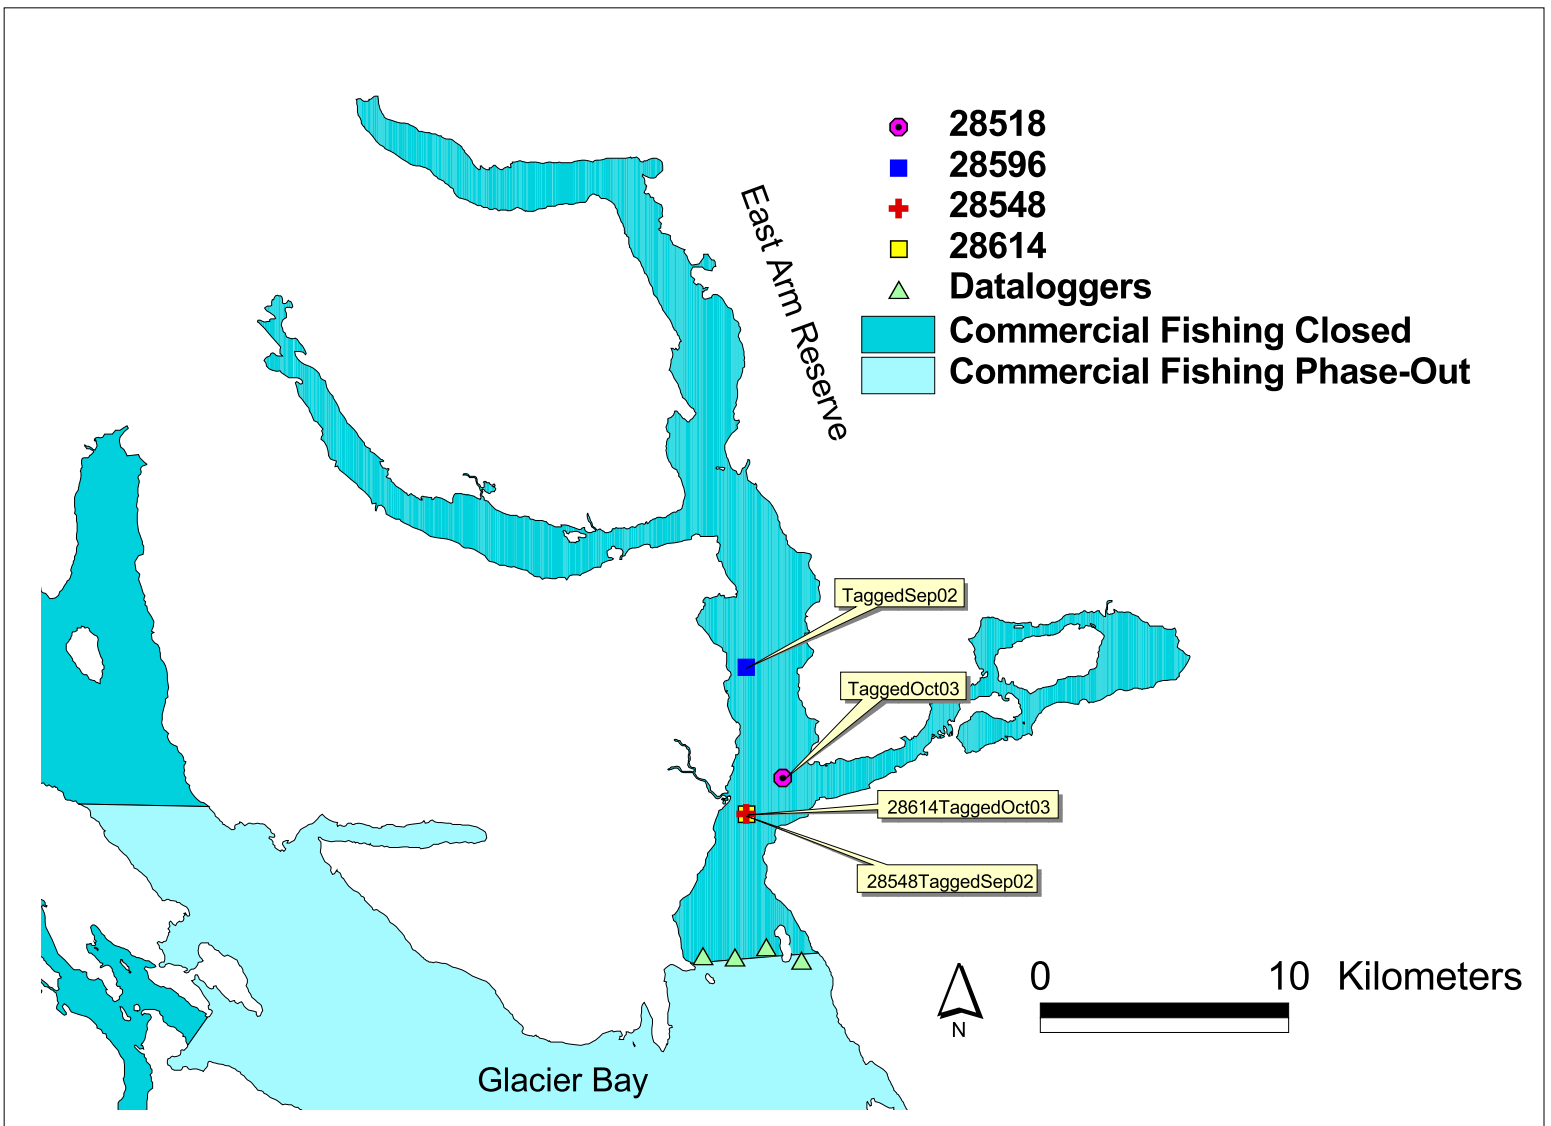 28518
28596
28548
28614
Dataloggers
Commercial Fishing Closed
Commercial Fishing Phase-Out
East Arm Reserve
TaggedSep02
TaggedOct03
28614TaggedOct03
28548TaggedSep02
0 10 Kilometers
N
Glacier Bay